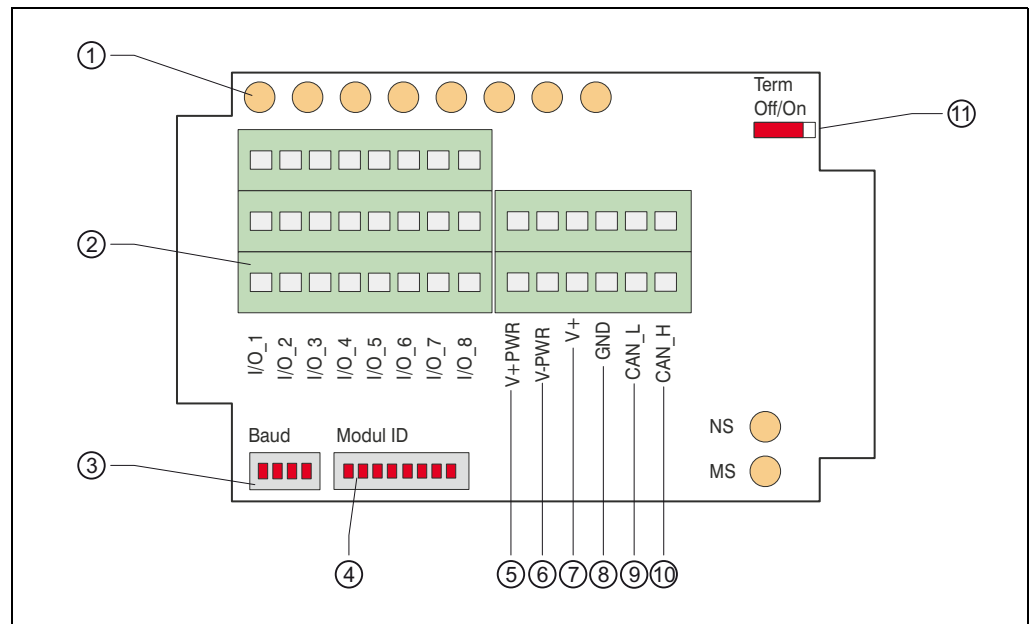 ①
Term
Off/On
⑪
②
I/O_1
I/O_2
I/O_3
I/O_4
I/O_5
I/O_6
I/O_7
I/O_8
V+PWR
V-PWR
V+
GND
CAN_L
CAN_H
NS
Baud
Modul ID
③
MS
④
⑤
⑥
⑦
⑧
⑨
⑩